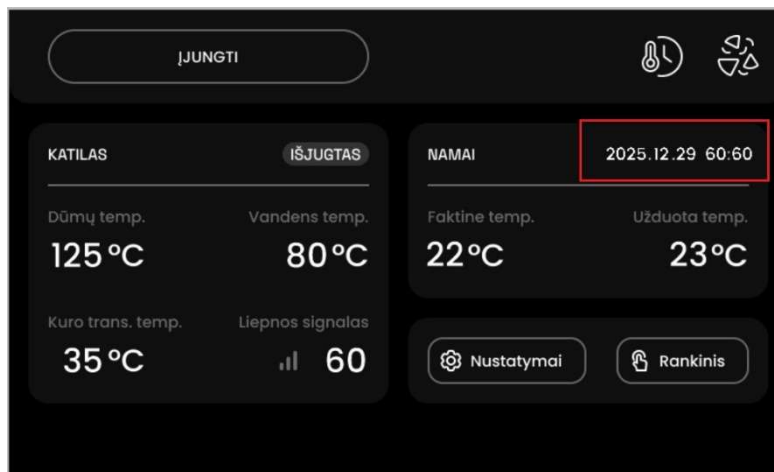 ĮJUNGTI
KATILAS IŠJUGTAS
Dūmų temp. Vandens temp.
125 °C 80 °C
Kuro trans. temp. Liepnos signalas
35 °C 60
NAMAI 2025.12.29 60:60
Faktine temp. Užduota temp.
22 °C 23 °C
Nustatymai Rankinis